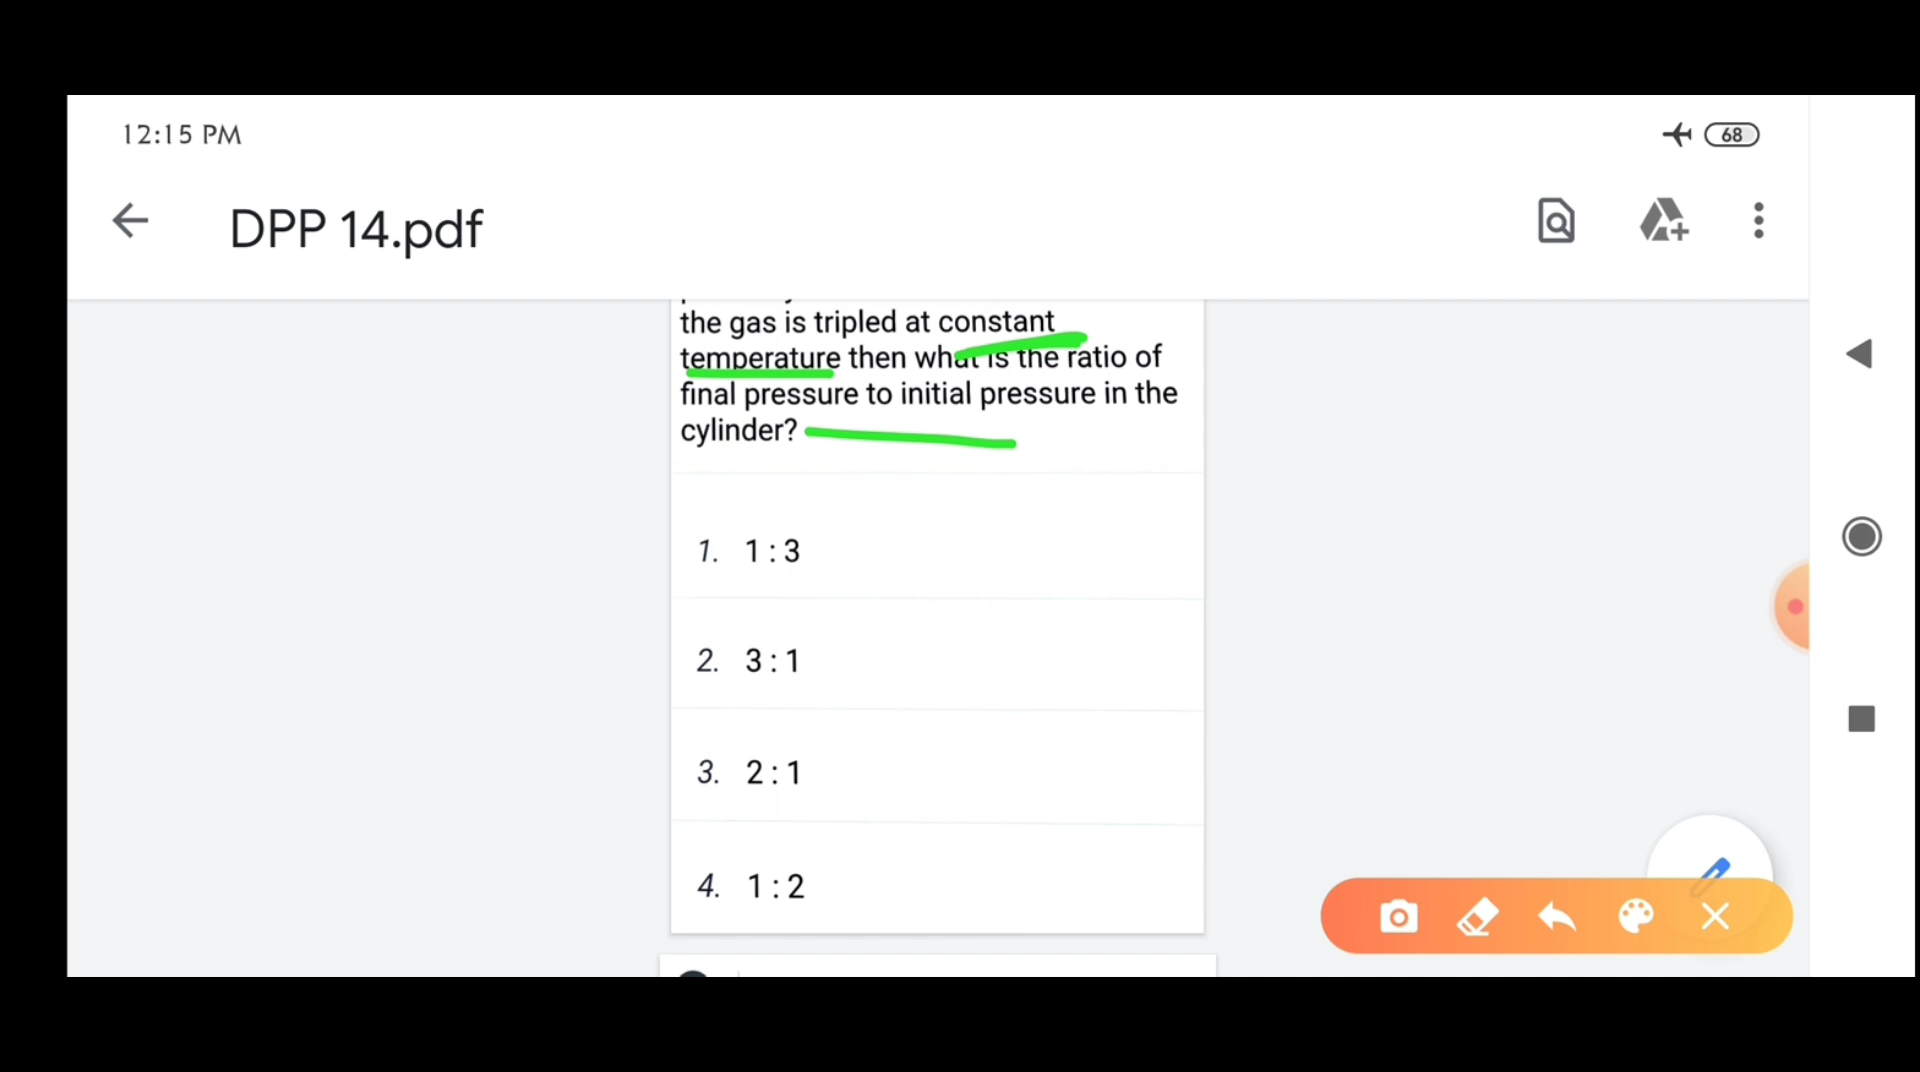 12:15 PM
68
DPP 14.pdf
the gas is tripled at constant
temperature then what is the ratio of
final pressure to initial pressure in the
cylinder?
1. 1 : 3
2. 3 : 1
3. 2 : 1
4. 1 : 2